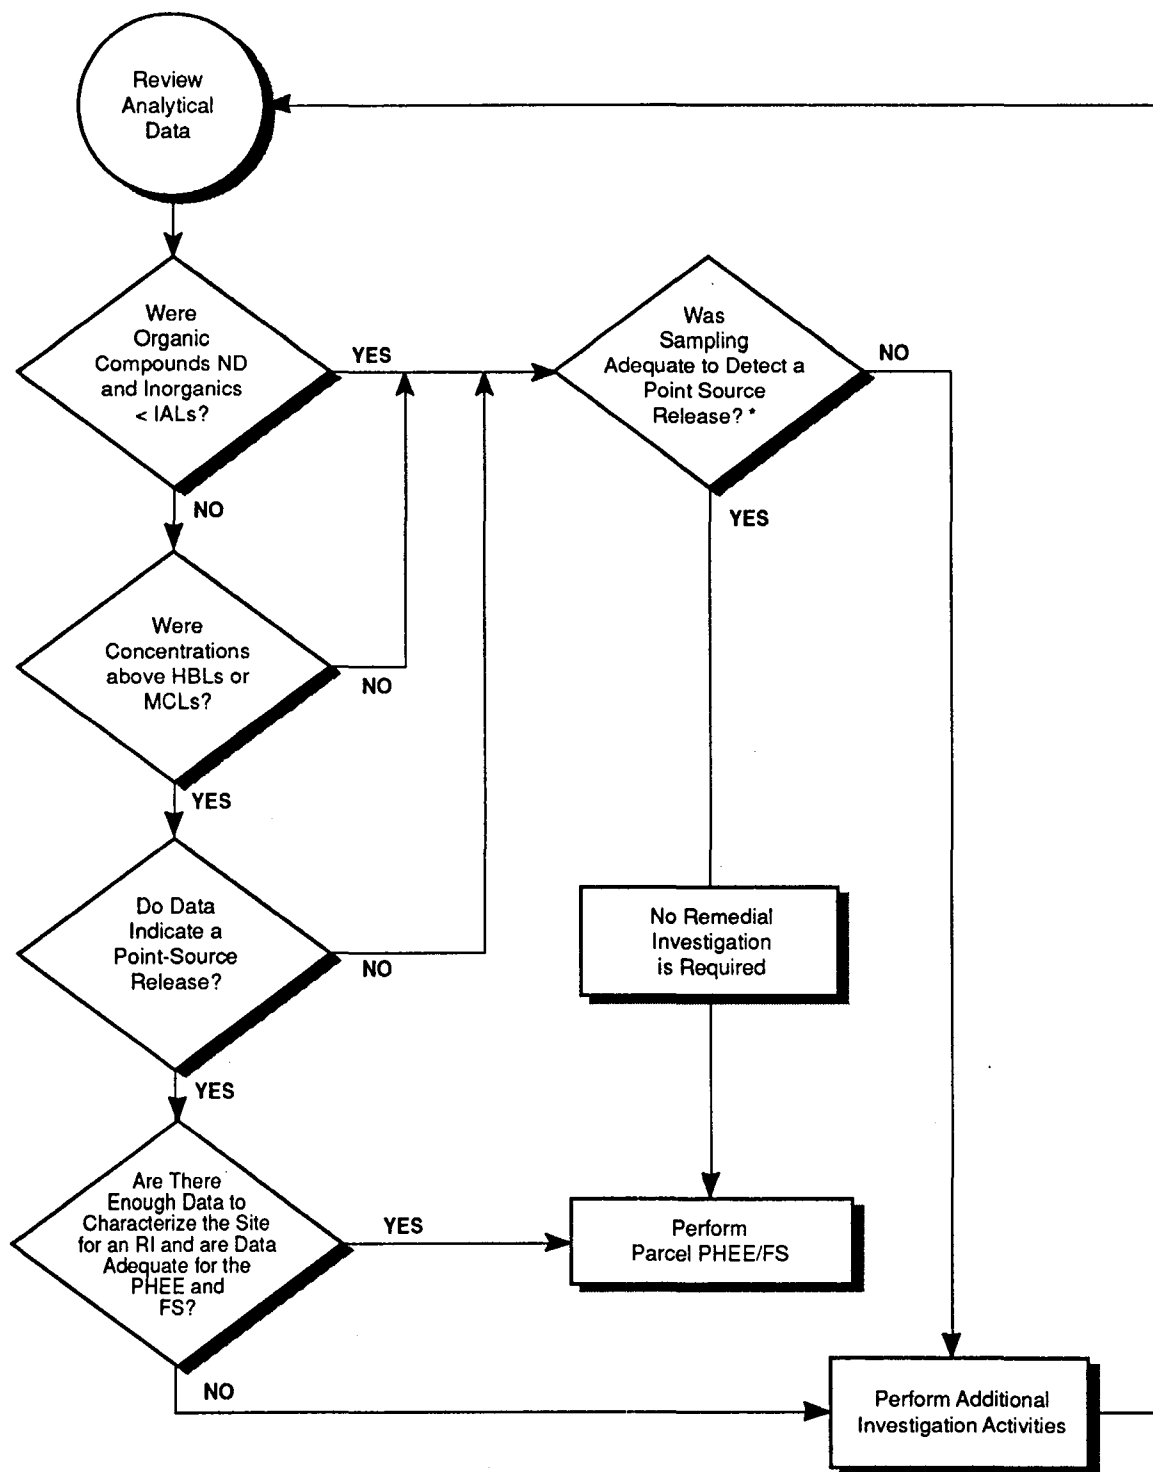 Review
Analytical
Data
Were
Organic
Compounds ND
and Inorganics
< IALs?
YES
NO
Was
Sampling
Adequate to Detect a
Point Source
Release? *
NO
YES
Were
Concentrations
above HBLs or
MCLs?
NO
YES
Do Data
Indicate a
Point-Source
Release?
NO
YES
No Remedial
Investigation
is Required
Are There
Enough Data to
Characterize the Site
for an RI and are Data
Adequate for the
PHEE and
FS?
YES
NO
Perform
Parcel PHEE/FS
Perform Additional
Investigation Activities